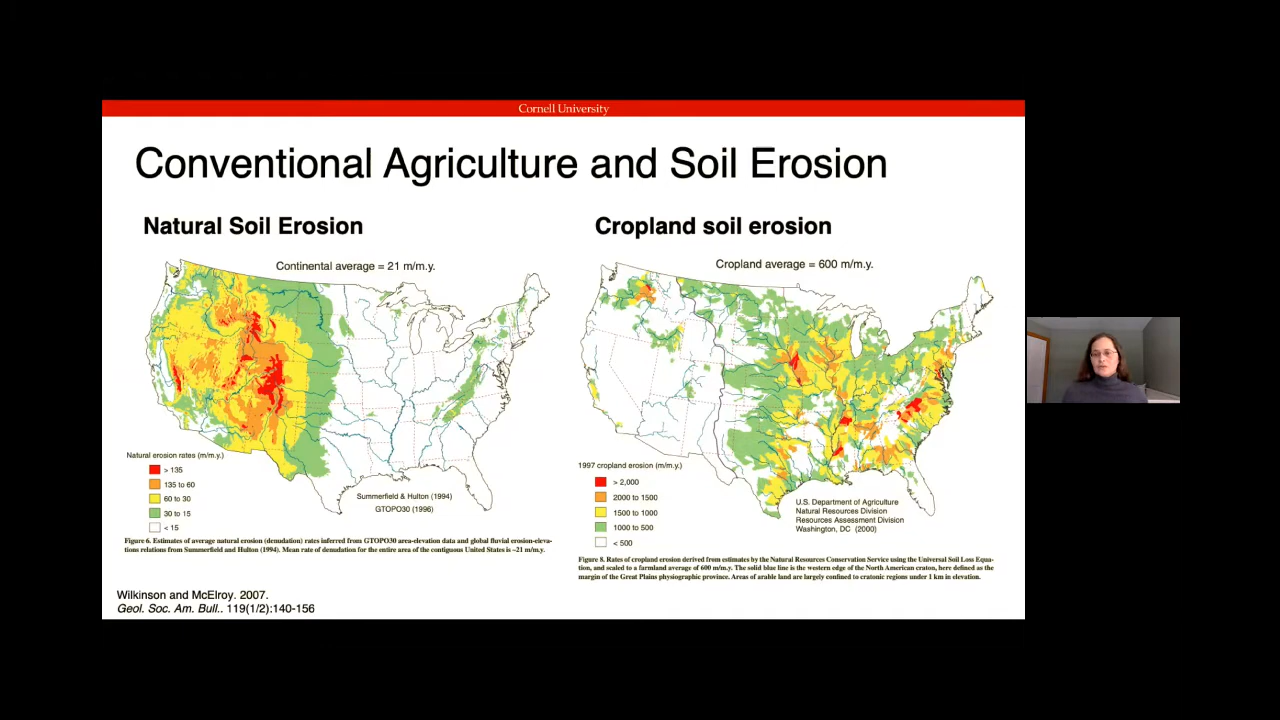 Cornell University
Conventional Agriculture and Soil Erosion
Natural Soil Erosion
Continental average = 21 m/m.y.
Natural erosion rates (m/m.y.)
> 135
135 to 60
60 to 30
30 to 15
< 15
Summerfield & Hulton (1994)
GTOPO30 (1996)
Figure 6. Estimates of average natural erosion (denudation) rates inferred from GTOPO30 area-elevation data and global fluvial erosion-eleva-
tions relations from Summerfield and Hulton (1994). Mean rate of denudation for the entire area of the contiguous United States is ~21 m/m.y.
Cropland soil erosion
Cropland average = 600 m/m.y.
1997 cropland erosion (m/m.y.)
> 2,000
2000 to 1500
1500 to 1000
1000 to 500
< 500
U.S. Department of Agriculture
Natural Resources Division
Resources Assessment Division
Washington, DC (2000)
Figure 8. Rates of cropland erosion derived from estimates by the Natural Resources Conservation Service using the Universal Soil Loss Equa-
tion, and scaled to a farmland average of 600 m/m.y. The solid blue line is the western edge of the North American craton, here defined as the
margin of the Great Plains physiographic province. Areas of arable land are largely confined to cratonic regions under 1 km in elevation.
Wilkinson and McElroy. 2007.
Geol. Soc. Am. Bull.. 119(1/2):140-156